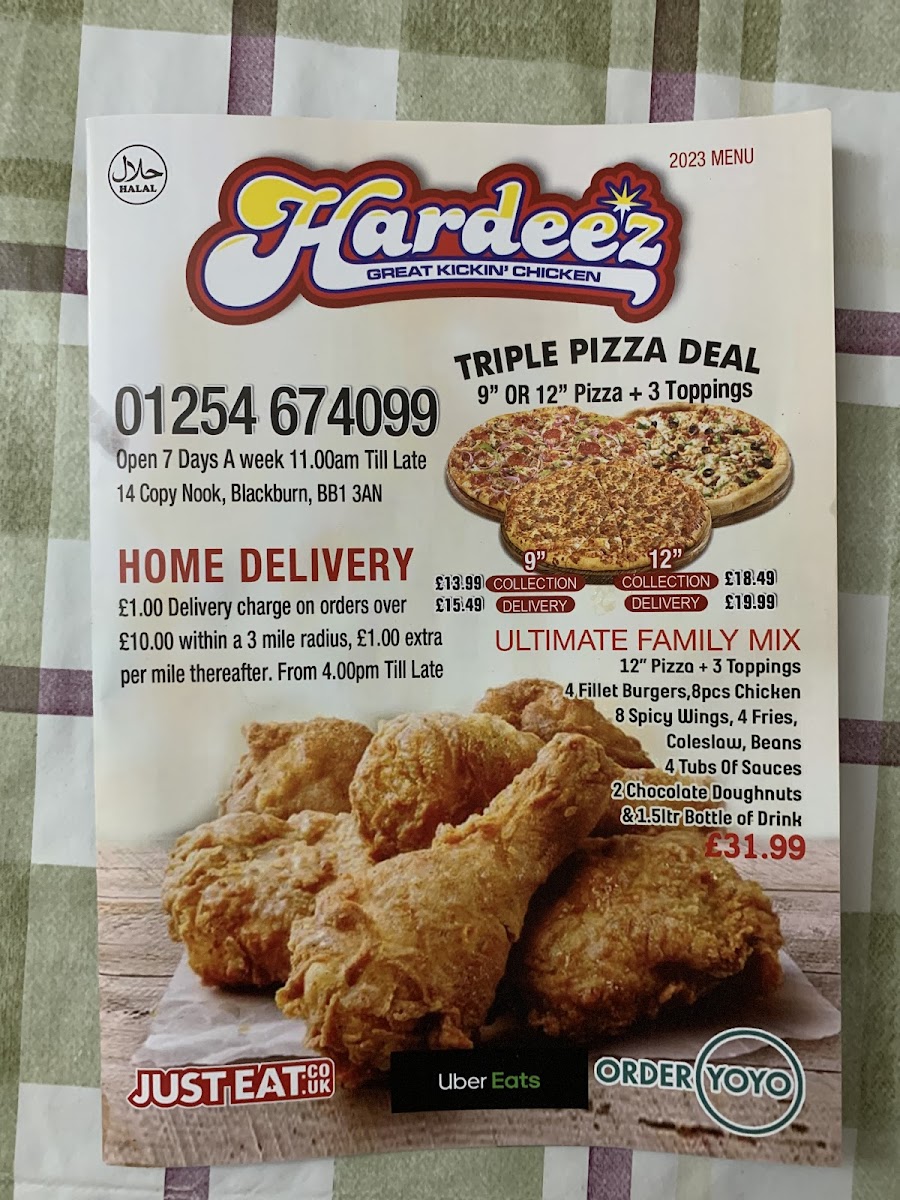 حلال
HALAL
2023 MENU
Hardee'z
GREAT KICKIN' CHICKEN
TRIPLE PIZZA DEAL
9" OR 12" Pizza + 3 Toppings
01254 674099
Open 7 Days A week 11.00am Till Late
14 Copy Nook, Blackburn, BB1 3AN
HOME DELIVERY
£1.00 Delivery charge on orders over
£10.00 within a 3 mile radius, £1.00 extra
per mile thereafter. From 4.00pm Till Late
9" 12"
£13.99 COLLECTION COLLECTION £18.49
£15.49 DELIVERY DELIVERY £19.99
ULTIMATE FAMILY MIX
12" Pizza + 3 Toppings
4 Fillet Burgers,8pcs Chicken
8 Spicy Wings, 4 Fries,
Coleslaw, Beans
4 Tubs Of Sauces
2 Chocolate Doughnuts
& 1.5ltr Bottle of Drink
£31.99
JUST EAT.CO.UK
Uber Eats
ORDER YOYO